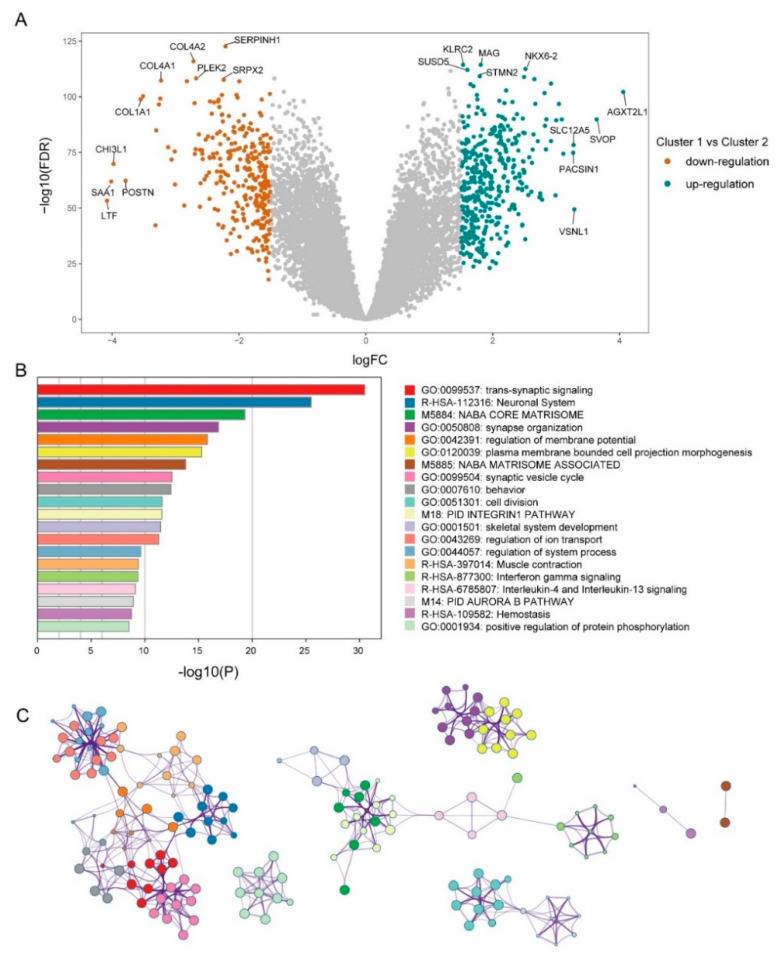 A
125
100
75
50
25
0
−log10(FDR)
−4
−2
0
2
4
logFC
SERPINH1
COL4A2
COL4A1
PLEK2
SRPX2
COL1A1
CHI3L1
SAA1
POSTN
LTF
KLRC2
MAG
SUSD5
STMN2
NKX6-2
AGXT2L1
SLC12A5
SVOP
PACSIN1
VSNL1
Cluster 1 vs Cluster 2
down-regulation
up-regulation
B
0
5
10
15
20
25
30
-log10(P)
GO:0099537: trans-synaptic signaling
R-HSA-112316: Neuronal System
M5884: NABA CORE MATRISOME
GO:0050808: synapse organization
GO:0042391: regulation of membrane potential
GO:0120039: plasma membrane bounded cell projection morphogenesis
M5885: NABA MATRISOME ASSOCIATED
GO:0099504: synaptic vesicle cycle
GO:0007610: behavior
GO:0051301: cell division
M18: PID INTEGRIN1 PATHWAY
GO:0001501: skeletal system development
GO:0043269: regulation of ion transport
GO:0044057: regulation of system process
R-HSA-397014: Muscle contraction
R-HSA-877300: Interferon gamma signaling
R-HSA-6785807: Interleukin-4 and Interleukin-13 signaling
M14: PID AURORA B PATHWAY
R-HSA-109582: Hemostasis
GO:0001934: positive regulation of protein phosphorylation
C